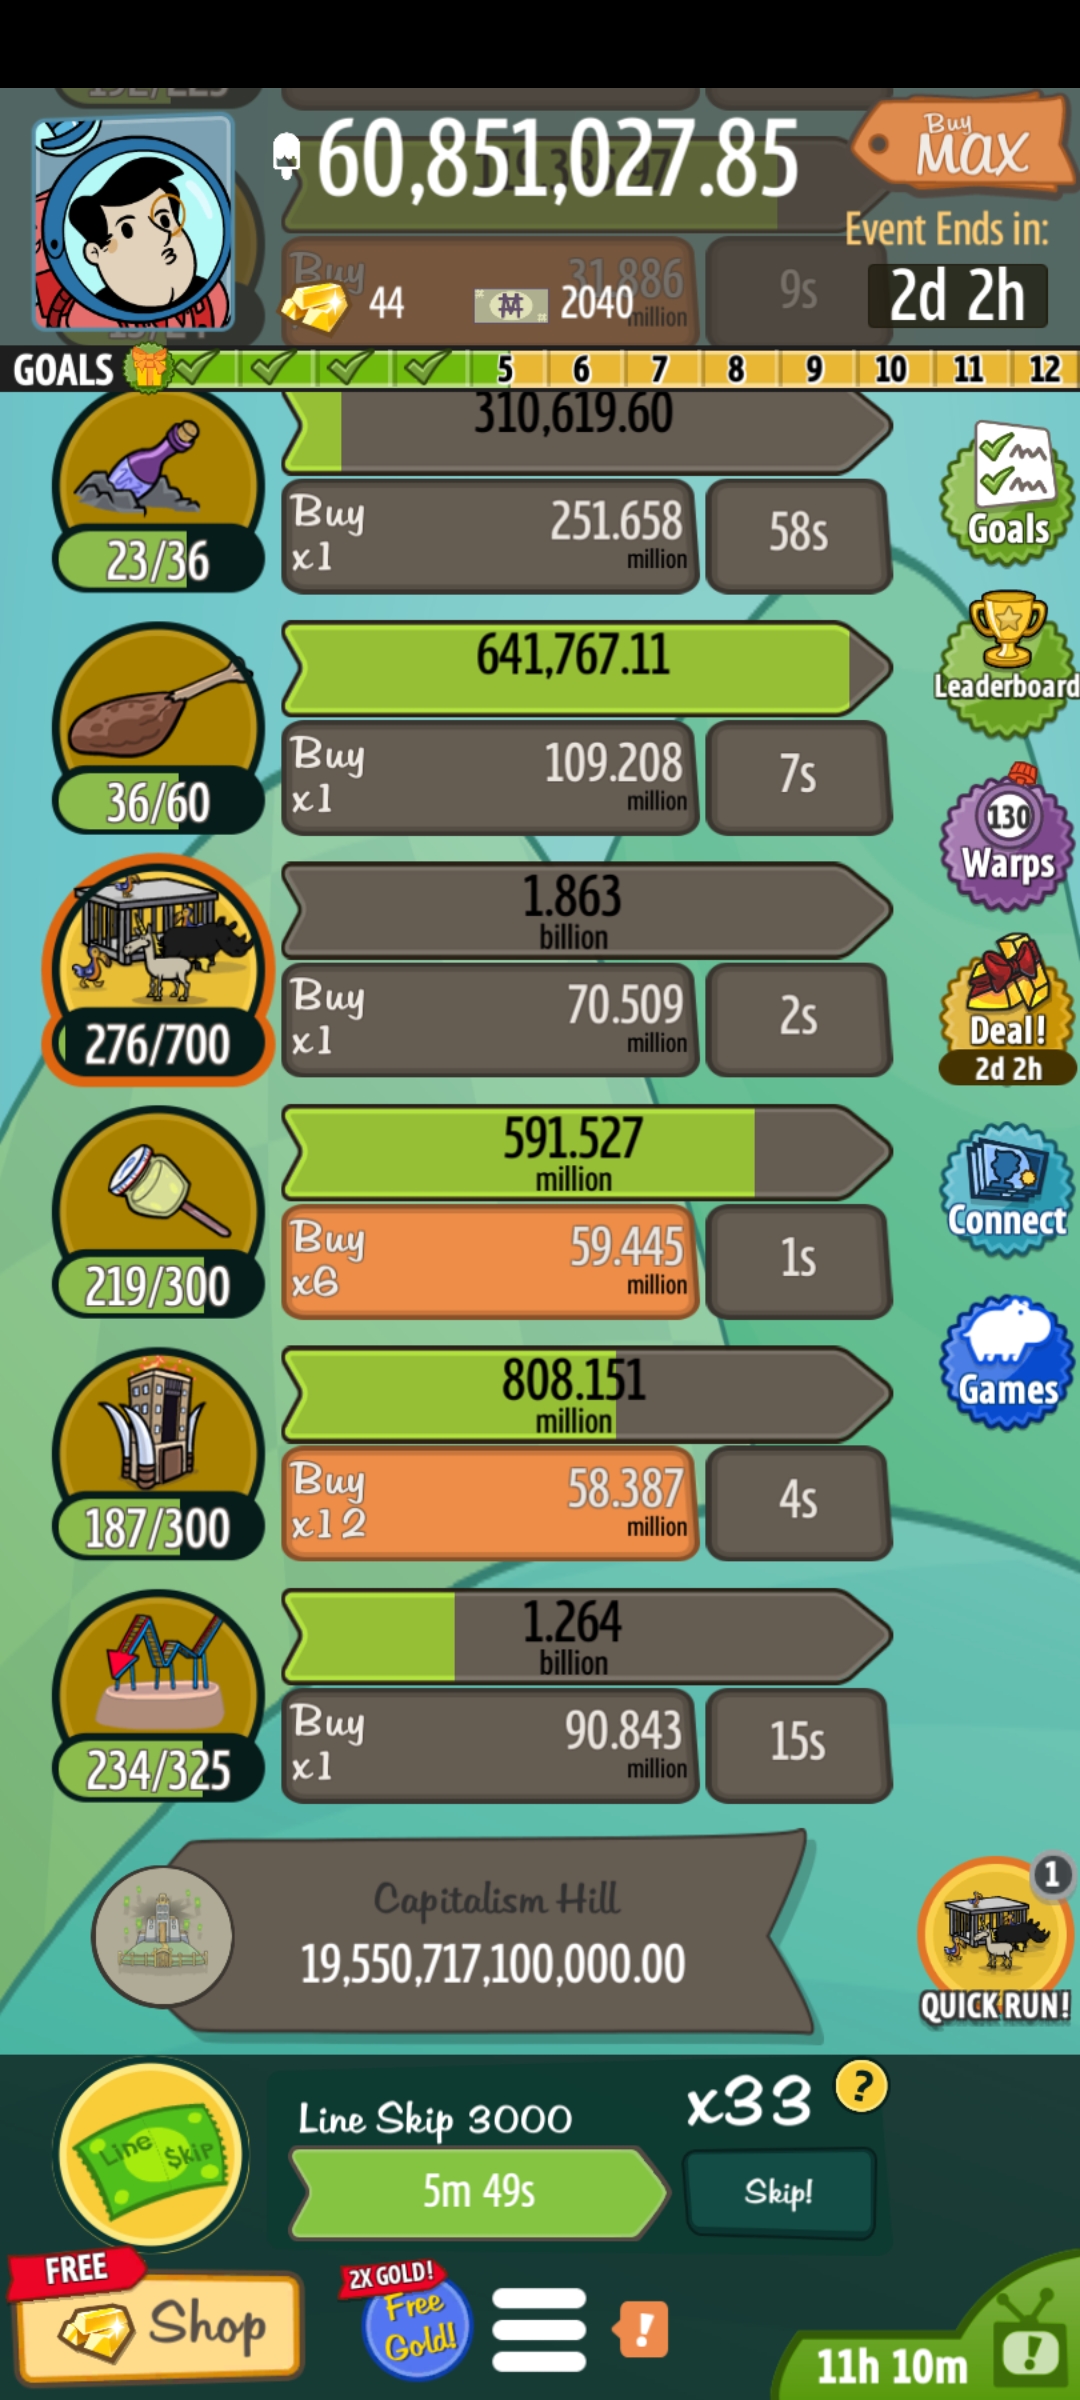 60,851,027.85
Buy
MAX
Event Ends in:
2d 2h
Buy
31.886
million
9s
44
2040
GOALS 5 6 7 8 9 10 11 12
310,619.60
23/36
Buy
x1
251.658
million
58s
Goals
641,767.11
36/60
Buy
x1
109.208
million
7s
Leaderboard
1.863
billion
276/700
Buy
x1
70.509
million
2s
130
Warps
Deal!
2d 2h
591.527
million
219/300
Buy
x6
59.445
million
1s
Connect
808.151
million
187/300
Buy
x12
58.387
million
4s
Games
1.264
billion
234/325
Buy
x1
90.843
million
15s
Capitalism Hill
19,550,717,100,000.00
1
QUICK RUN!
Line $kip
Line Skip 3000
x33
?
5m 49s
Skip!
FREE
Shop
2X GOLD!
Free
Gold!
!
11h 10m
!